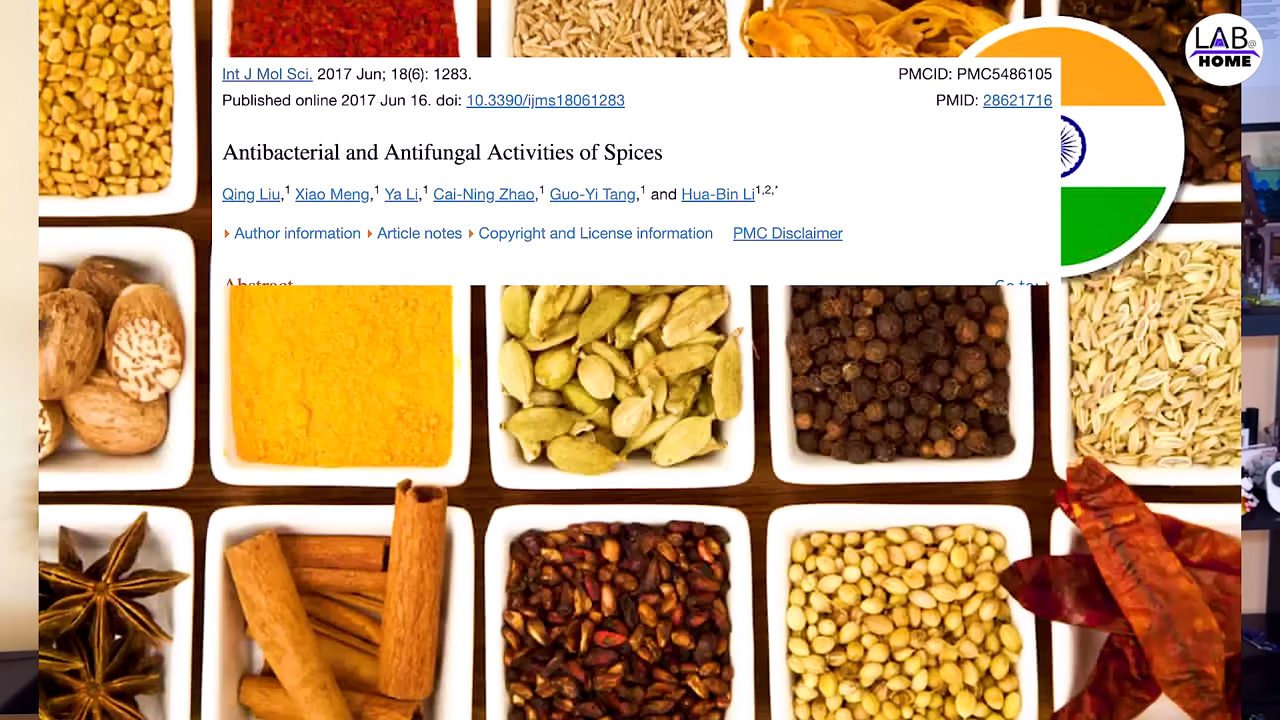 Int J Mol Sci. 2017 Jun; 18(6): 1283.
PMCID: PMC5486105
Published online 2017 Jun 16. doi: 10.3390/ijms18061283
PMID: 28621716
Antibacterial and Antifungal Activities of Spices
Qing Liu,1 Xiao Meng,1 Ya Li,1 Cai-Ning Zhao,1 Guo-Yi Tang,1 and Hua-Bin Li1,2,*
Author information Article notes Copyright and License information PMC Disclaimer
Abstract
Go to:
LAB@
HOME